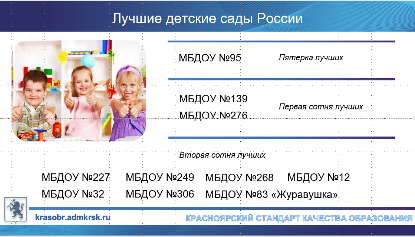 Лучшие детские сады России
МБДОУ №95 Пятерка лучших
МБДОУ №139
МБДОУ №276 Первая сотня лучших
Вторая сотня лучших
МБДОУ №227 МБДОУ №249 МБДОУ №268 МБДОУ №12
МБДОУ №32 МБДОУ №306 МБДОУ №83 «Журавушка»
krasobr.admkrsk.ru КРАСНОЯРСКИЙ СТАНДАРТ КАЧЕСТВА ОБРАЗОВАНИЯ